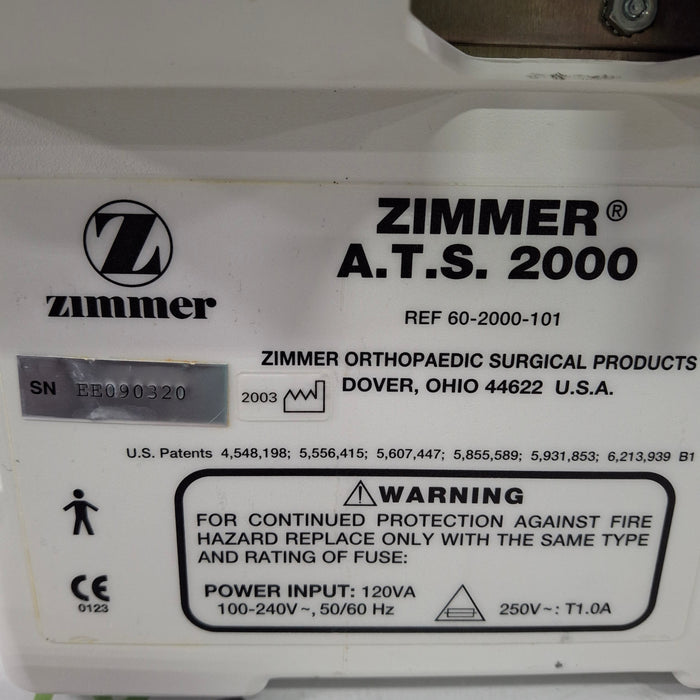 Z
zimmer
ZIMMER®
A.T.S. 2000
REF 60-2000-101
ZIMMER ORTHOPAEDIC SURGICAL PRODUCTS
DOVER, OHIO 44622 U.S.A.
SN EE090320
2003
U.S. Patents 4,548,198; 5,556,415; 5,607,447; 5,855,589; 5,931,853; 6,213,939 B1
WARNING
FOR CONTINUED PROTECTION AGAINST FIRE
HAZARD REPLACE ONLY WITH THE SAME TYPE
AND RATING OF FUSE:
POWER INPUT: 120VA
100-240V~, 50/60 Hz
250V~: T1.0A
CE
0123